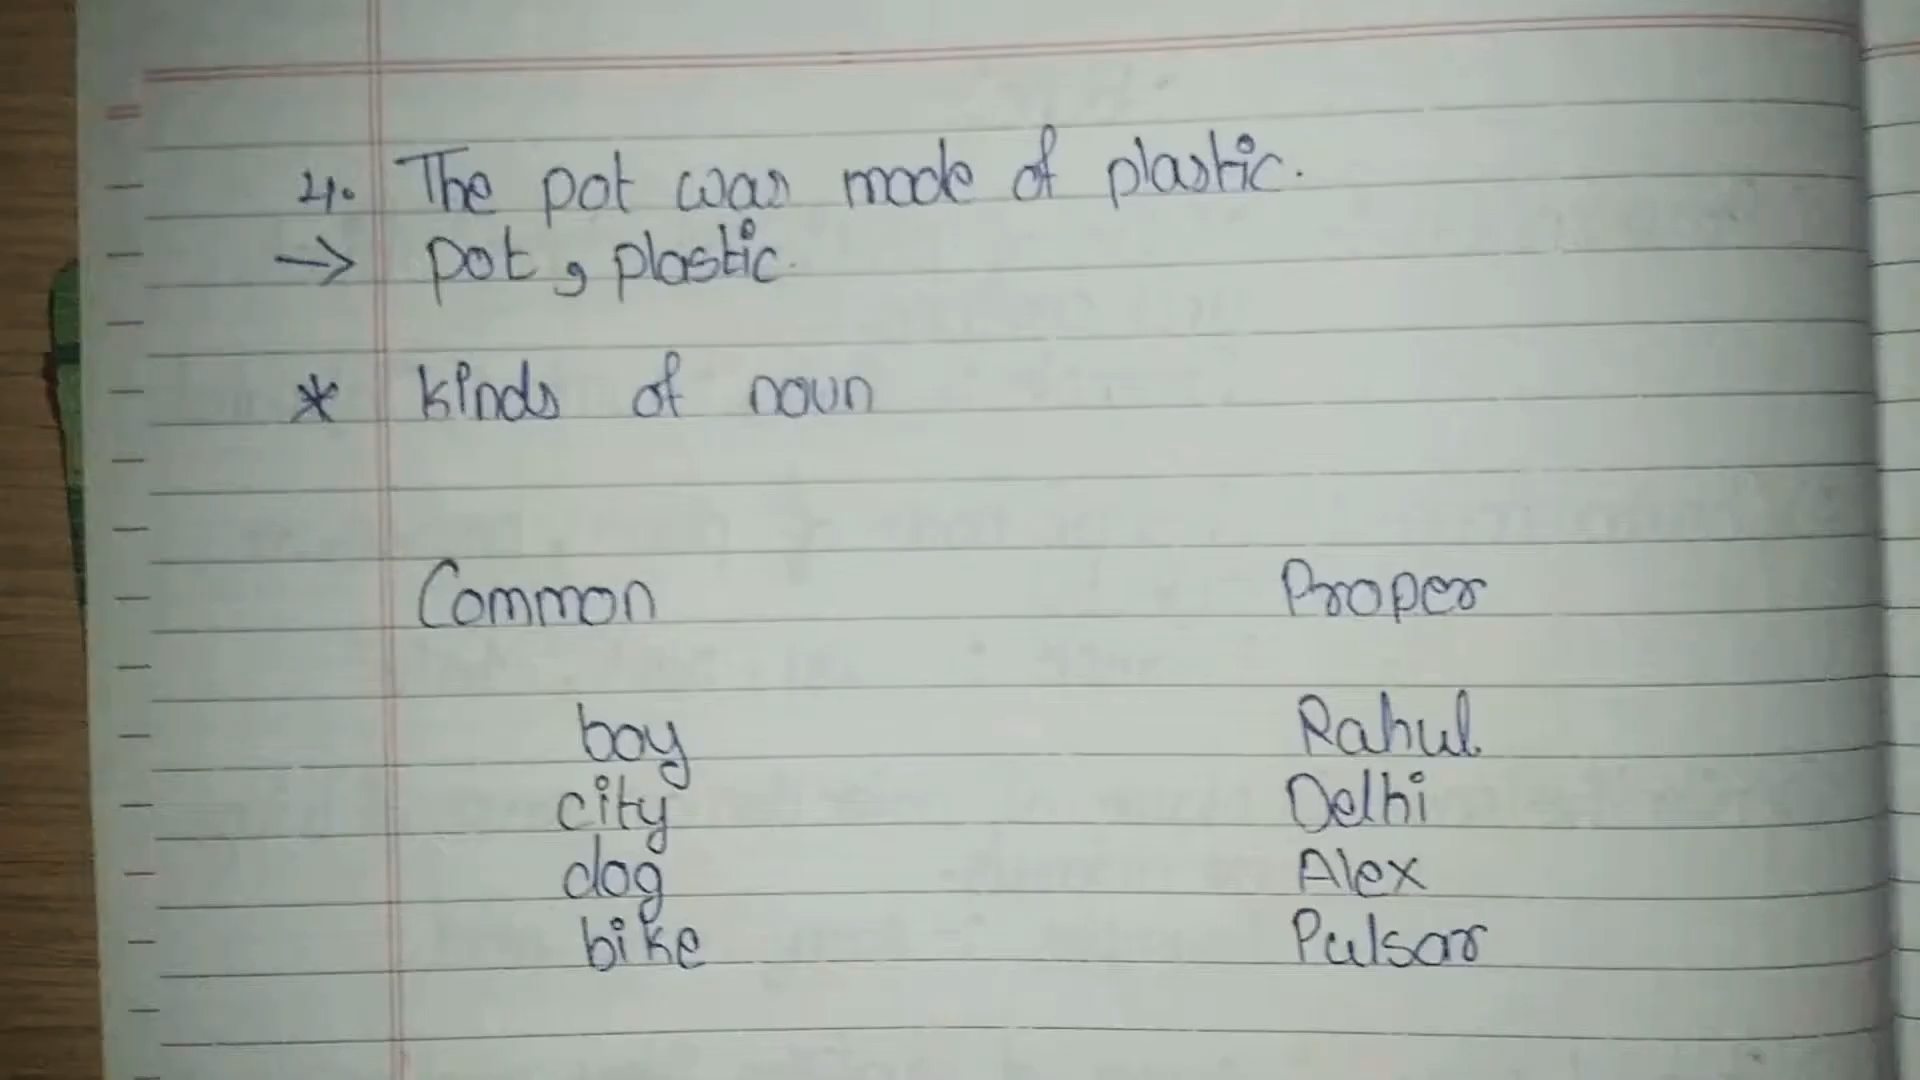 4. The pot was made of plastic.
→ pot, plastic.
* kinds of noun
Common Proper
boy Rahul
city Delhi
dog Alex
bike Pulsar